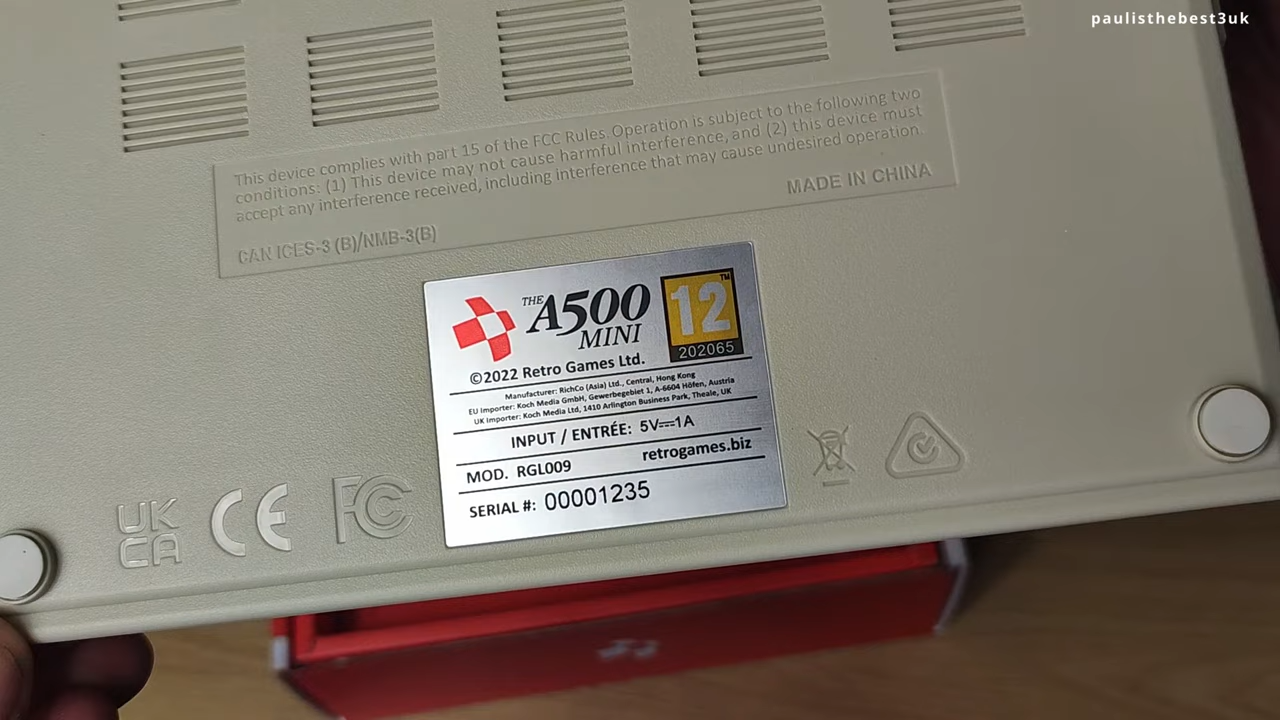 paulisthebest3uk
This device complies with part 15 of the FCC Rules. Operation is subject to the following two
conditions: (1) This device may not cause harmful interference, and (2) this device must
accept any interference received, including interference that may cause undesired operation.
MADE IN CHINA
CAN ICES-3 (B)/NMB-3(B)
THE A500 MINI
12
TM
202065
©2022 Retro Games Ltd.
Manufacturer: RichCo (Asia) Ltd., Central, Hong Kong
EU Importer: Koch Media GmbH, Gewerbegebiet 1, A-6604 Höfen, Austria
UK Importer: Koch Media Ltd, 1410 Arlington Business Park, Theale, UK
INPUT / ENTRÉE: 5V⎓1A
MOD. RGL009
retrogames.biz
SERIAL #: 00001235
UK
CA
CE
FC